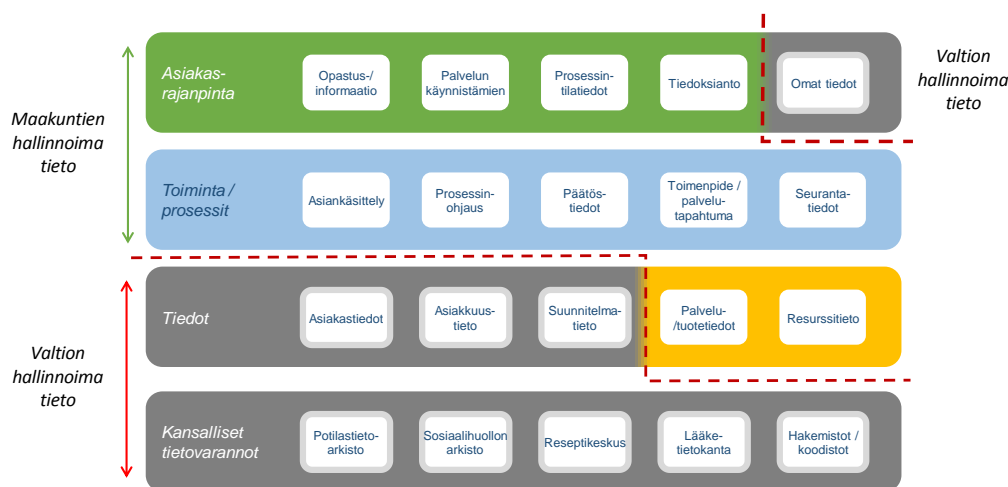 Maakuntien
hallinnoima
tieto
Valtion
hallinnoima
tieto
Asiakas-
rajanpinta
Opastus-/
informaatio
Palvelun
käynnistämien
Prosessin
tilatiedot
Tiedoksianto
Omat tiedot
Valtion
hallinnoima
tieto
Toiminta /
prosessit
Asiankäsittely
Prosessin-
ohjaus
Päätös-
tiedot
Toimenpide /
palvelu-
tapahtuma
Seuranta-
tiedot
Tiedot
Asiakastiedot
Asiakkuus-
tieto
Suunnitelma-
tieto
Palvelu-
/tuotetiedot
Resurssitieto
Kansalliset
tietovarannot
Potilastieto-
arkisto
Sosiaalihuollon
arkisto
Reseptikeskus
Lääke-
tietokanta
Hakemistot /
koodistot